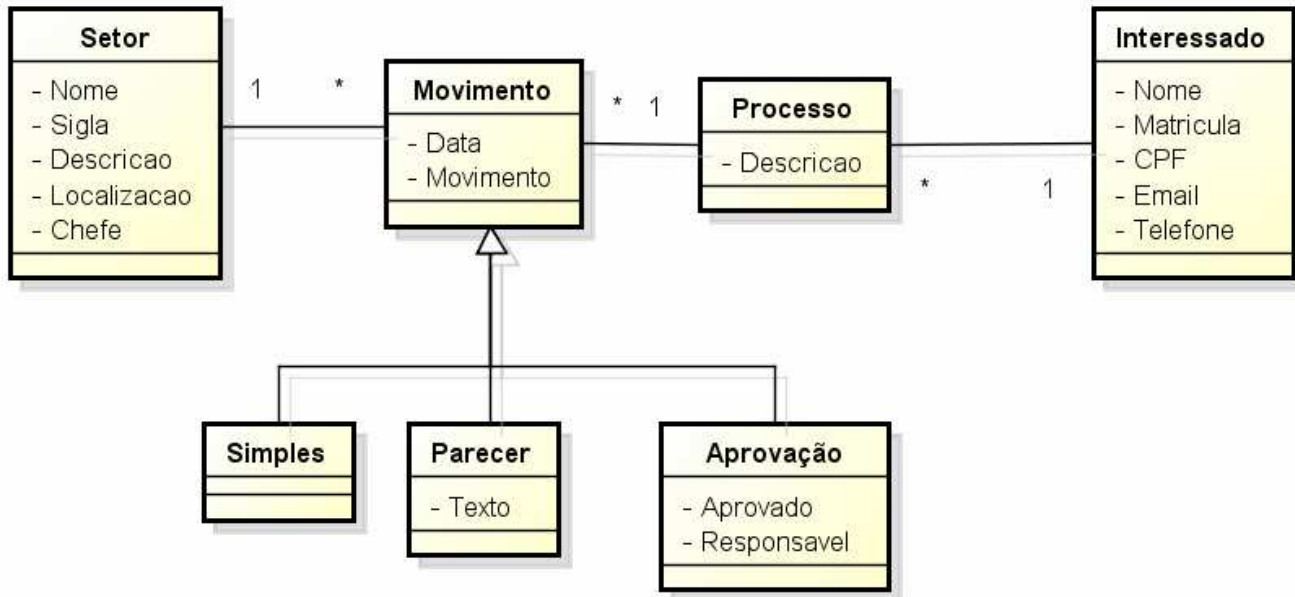 Setor
- Nome
- Sigla
- Descricao
- Localizacao
- Chefe
1 *
Movimento
- Data
- Movimento
* 1
Processo
- Descricao
* 1
Interessado
- Nome
- Matricula
- CPF
- Email
- Telefone
Simples
Parecer
- Texto
Aprovação
- Aprovado
- Responsavel